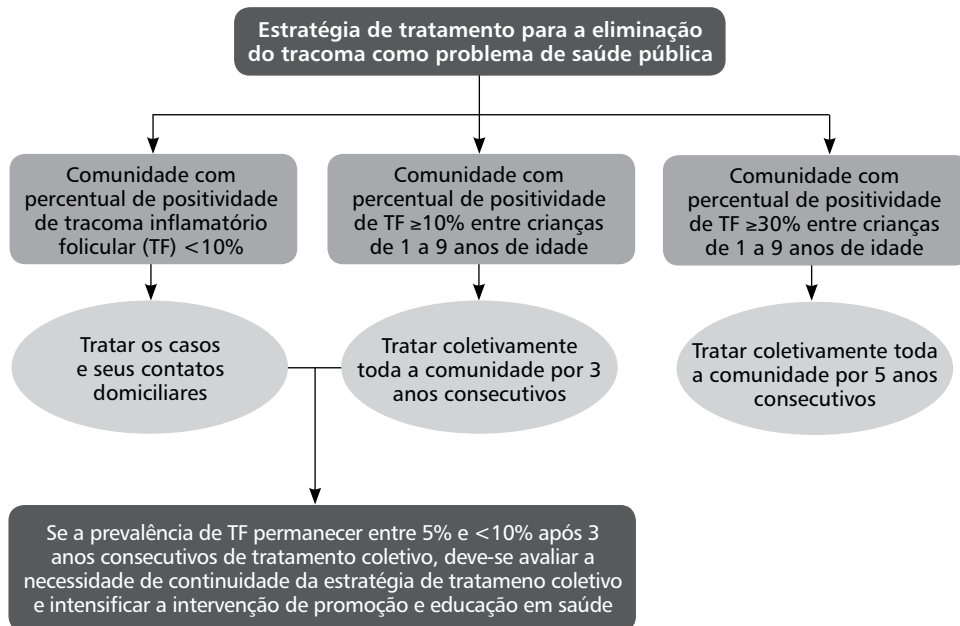 Estratégia de tratamento para a eliminação
do tracoma como problema de saúde pública
Comunidade com
percentual de positividade
de tracoma inflamatório
folicular (TF) <10%
Comunidade com
percentual de positividade
de TF ≥10% entre crianças
de 1 a 9 anos de idade
Comunidade com
percentual de positividade
de TF ≥30% entre crianças
de 1 a 9 anos de idade
Tratar os casos
e seus contatos
domiciliares
Tratar coletivamente
toda a comunidade por 3
anos consecutivos
Tratar coletivamente toda
a comunidade por 5 anos
consecutivos
Se a prevalência de TF permanecer entre 5% e <10% após 3
anos consecutivos de tratamento coletivo, deve-se avaliar a
necessidade de continuidade da estratégia de tratameno coletivo
e intensificar a intervenção de promoção e educação em saúde